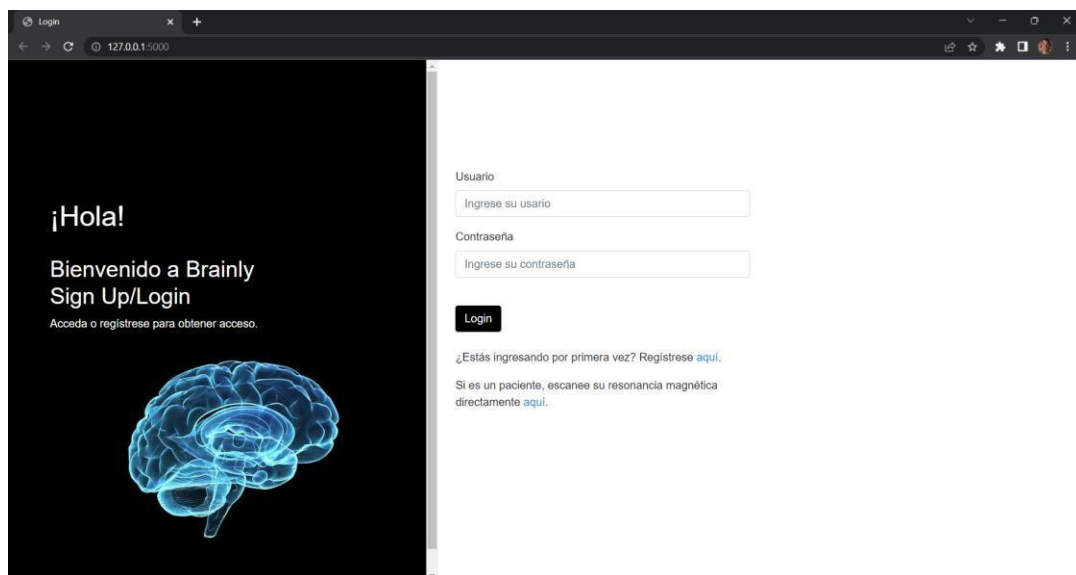 Login
127.0.0.1:5000
¡Hola!
Bienvenido a Brainly
Sign Up/Login
Acceda o regístrese para obtener acceso.
Usuario
Ingrese su usario
Contraseña
Ingrese su contraseña
Login
¿Estás ingresando por primera vez? Regístrese aquí.
Si es un paciente, escanee su resonancia magnética
directamente aquí.